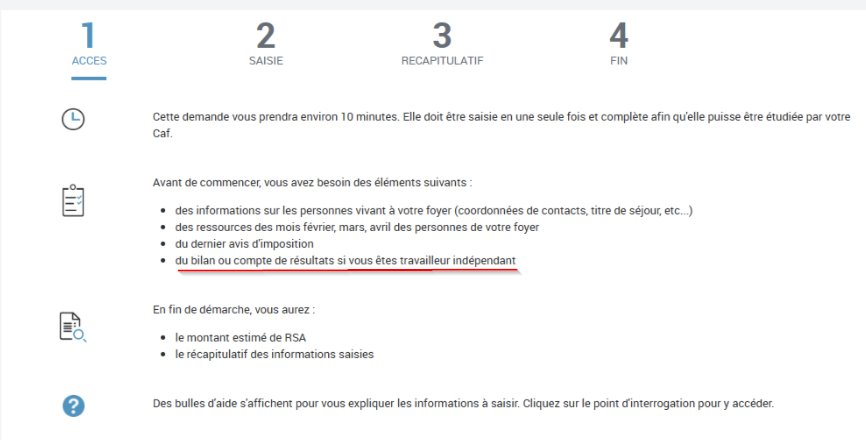 1 2 3 4
ACCES SAISIE RECAPITULATIF FIN
Cette demande vous prendra environ 10 minutes. Elle doit être saisie en une seule fois et complète afin qu'elle puisse être étudiée par votre
Caf.
Avant de commencer, vous avez besoin des éléments suivants :
• des informations sur les personnes vivant à votre foyer (coordonnées de contacts, titre de séjour, etc...)
• des ressources des mois février, mars, avril des personnes de votre foyer
• du dernier avis d'imposition
• du bilan ou compte de résultats si vous êtes travailleur indépendant
En fin de démarche, vous aurez :
• le montant estimé de RSA
• le récapitulatif des informations saisies
? Des bulles d'aide s'affichent pour vous expliquer les informations à saisir. Cliquez sur le point d'interrogation pour y accéder.